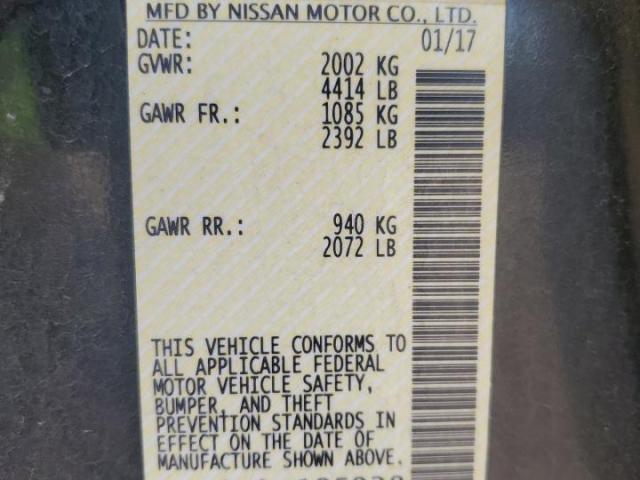 MFD BY NISSAN MOTOR CO., LTD.
DATE: 01/17
GVWR: 2002 KG
4414 LB
GAWR FR.: 1085 KG
2392 LB
GAWR RR.: 940 KG
2072 LB
THIS VEHICLE CONFORMS TO
ALL APPLICABLE FEDERAL
MOTOR VEHICLE SAFETY,
BUMPER, AND THEFT
PREVENTION STANDARDS IN
EFFECT ON THE DATE OF
MANUFACTURE SHOWN ABOVE.